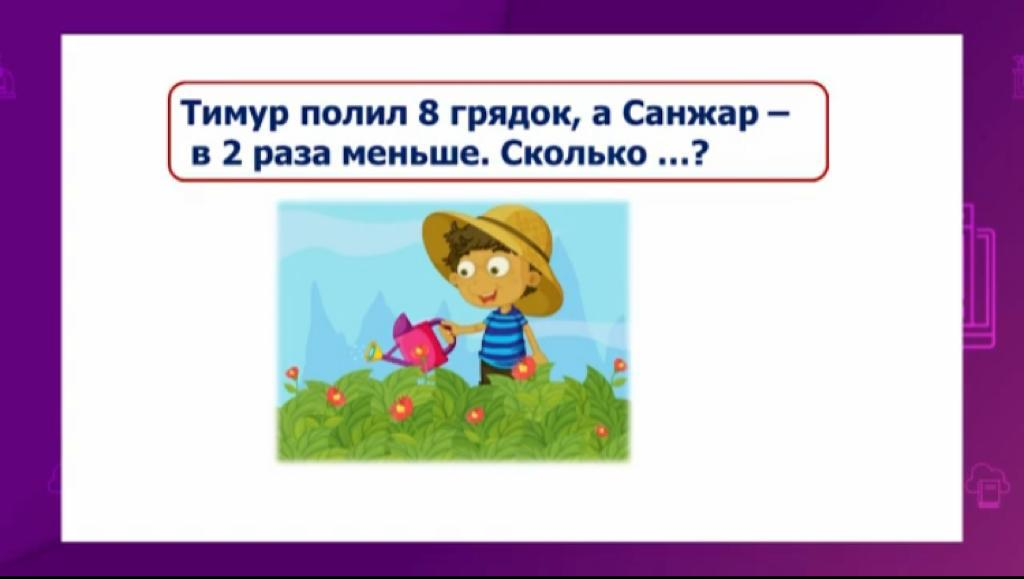 Тимур полил 8 грядок, а Санжар –
в 2 раза меньше. Сколько ...?